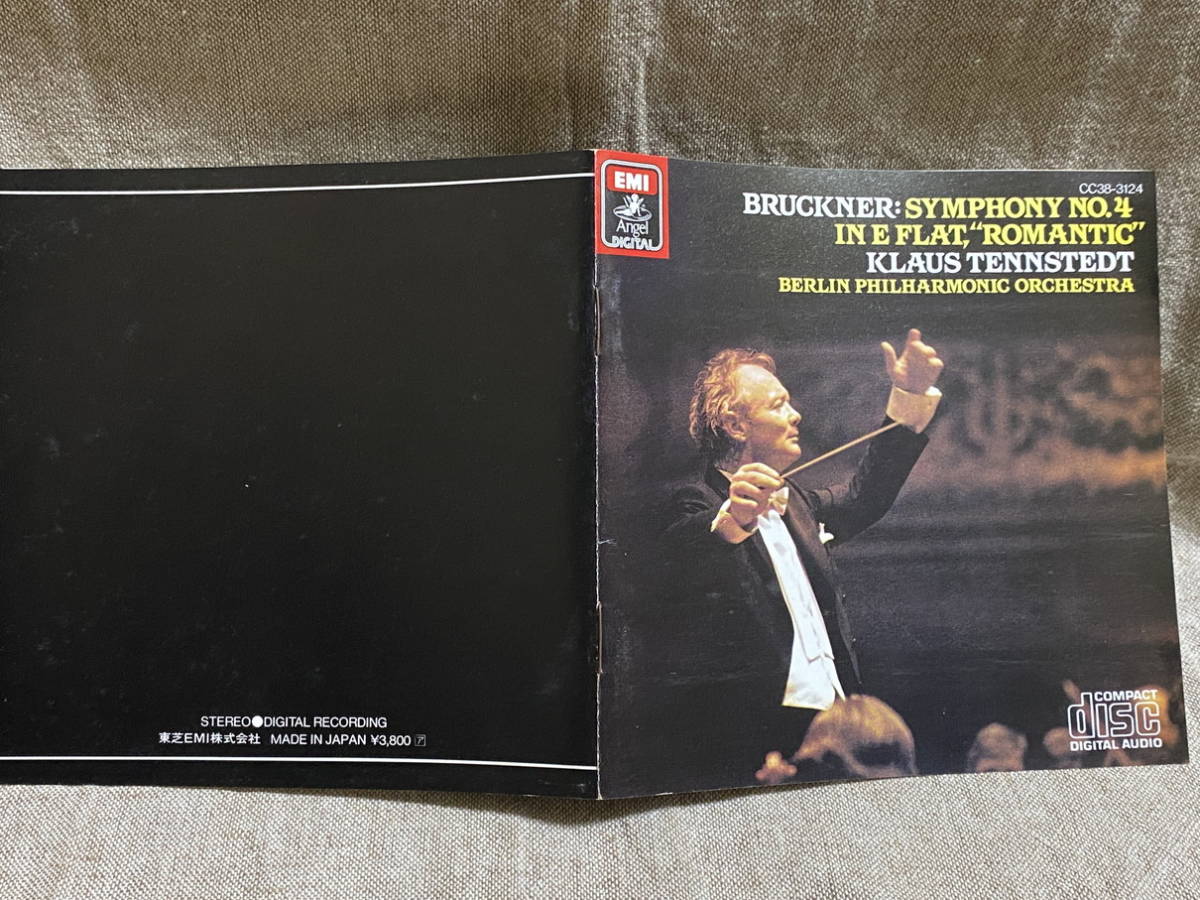 STEREO●DIGITAL RECORDING
東芝EMI株式会社 MADE IN JAPAN ¥3,800 ア
EMI
Angel
DIGITAL
CC38-3124
BRUCKNER: SYMPHONY NO.4
IN E FLAT, “ROMANTIC”
KLAUS TENNSTEDT
BERLIN PHILHARMONIC ORCHESTRA
COMPACT
disc
DIGITAL AUDIO